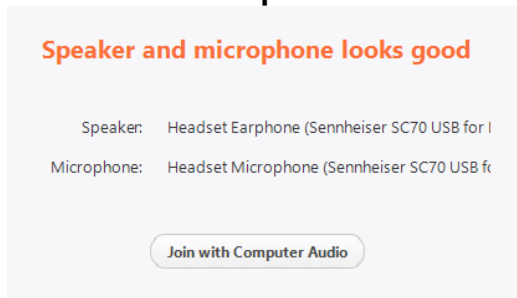 Speaker and microphone looks good
Speaker: Headset Earphone (Sennheiser SC70 USB for
Microphone: Headset Microphone (Sennheiser SC70 USB
Join with Computer Audio